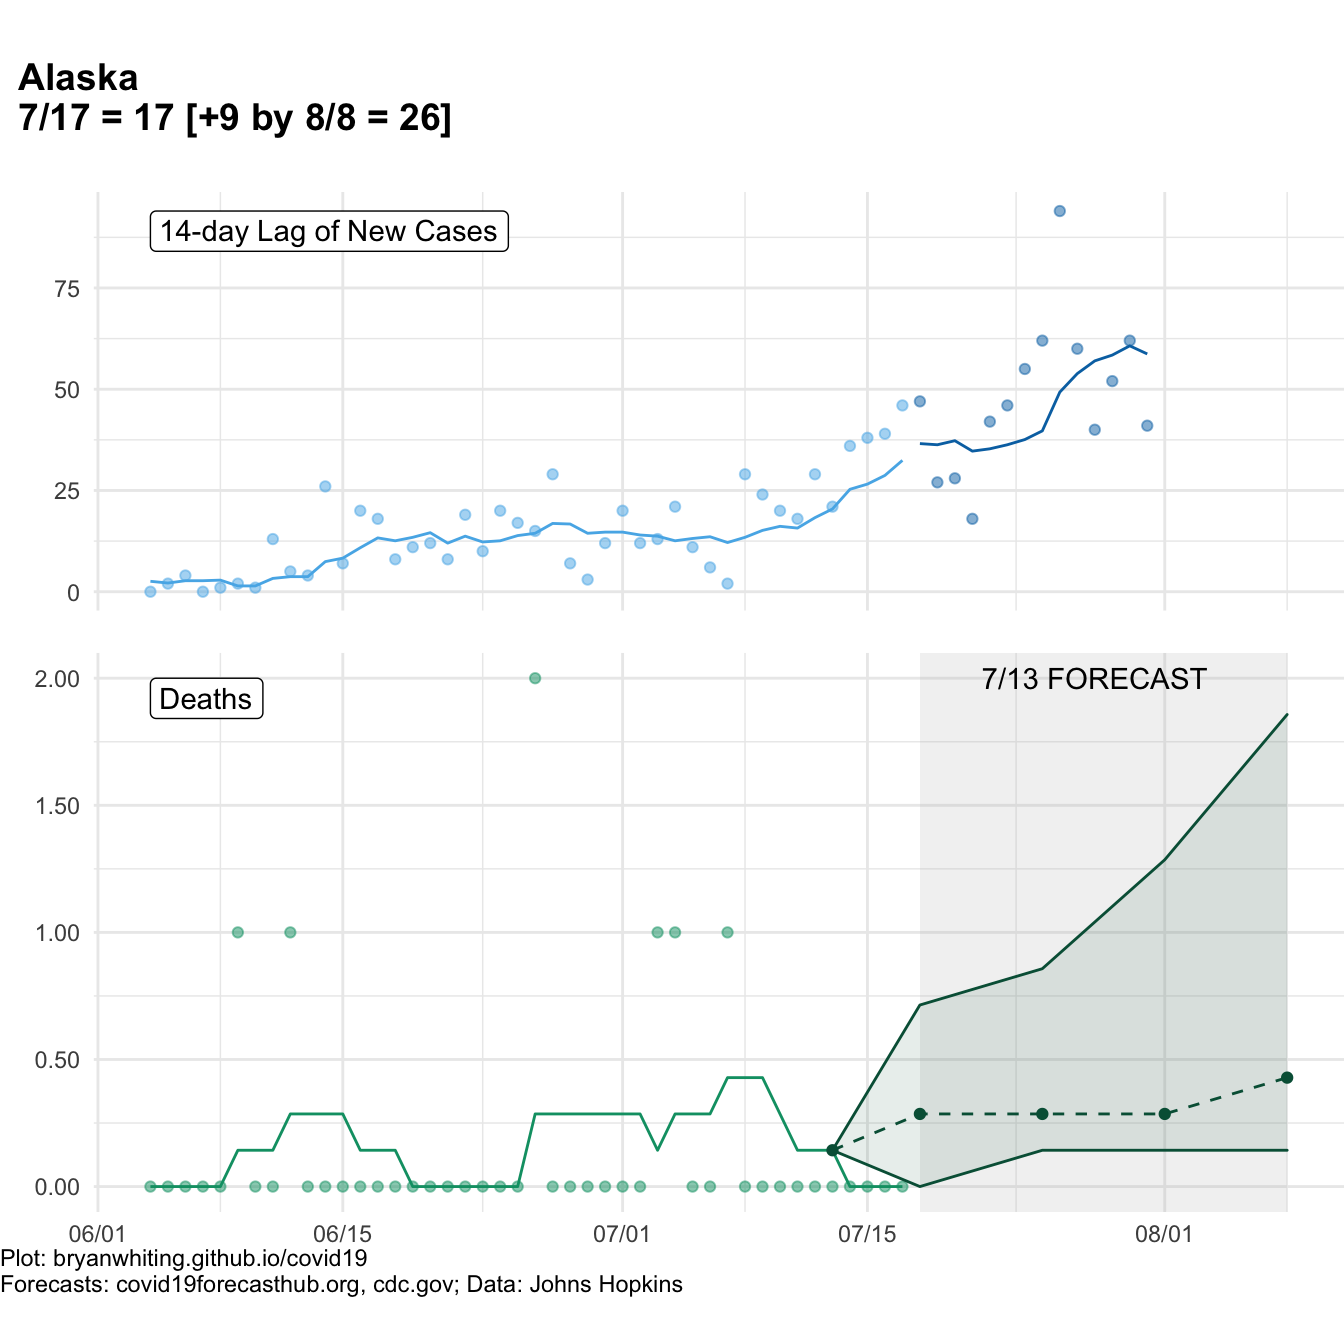 Alaska
7/17 = 17 [+9 by 8/8 = 26]
14-day Lag of New Cases
75
50
25
0
Deaths
7/13 FORECAST
2.00
1.50
1.00
0.50
0.00
06/01
06/15
07/01
07/15
08/01
Plot: bryanwhiting.github.io/covid19
Forecasts: covid19forecasthub.org, cdc.gov; Data: Johns Hopkins